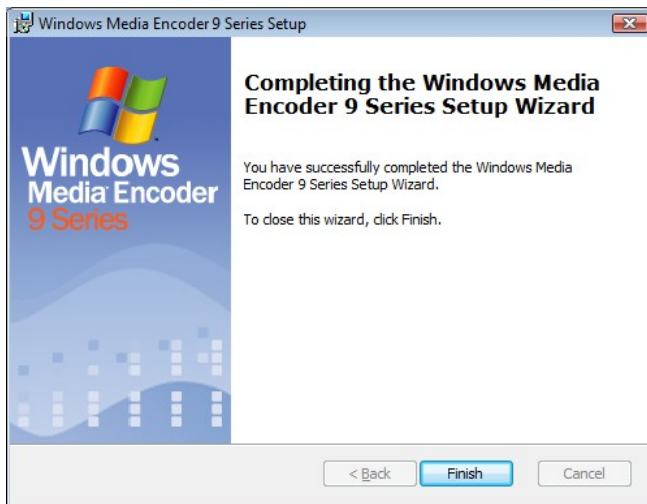 Windows Media Encoder 9 Series Setup
Windows
Media Encoder
9 Series
Completing the Windows Media
Encoder 9 Series Setup Wizard
You have successfully completed the Windows Media
Encoder 9 Series Setup Wizard.
To close this wizard, click Finish.
< Back
Finish
Cancel